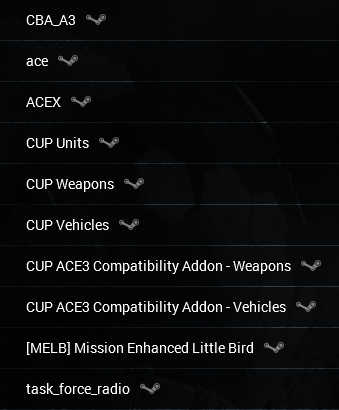 CBA_A3
ace
ACEX
CUP Units
CUP Weapons
CUP Vehicles
CUP ACE3 Compatibility Addon - Weapons
CUP ACE3 Compatibility Addon - Vehicles
[MELB] Mission Enhanced Little Bird
task_force_radio